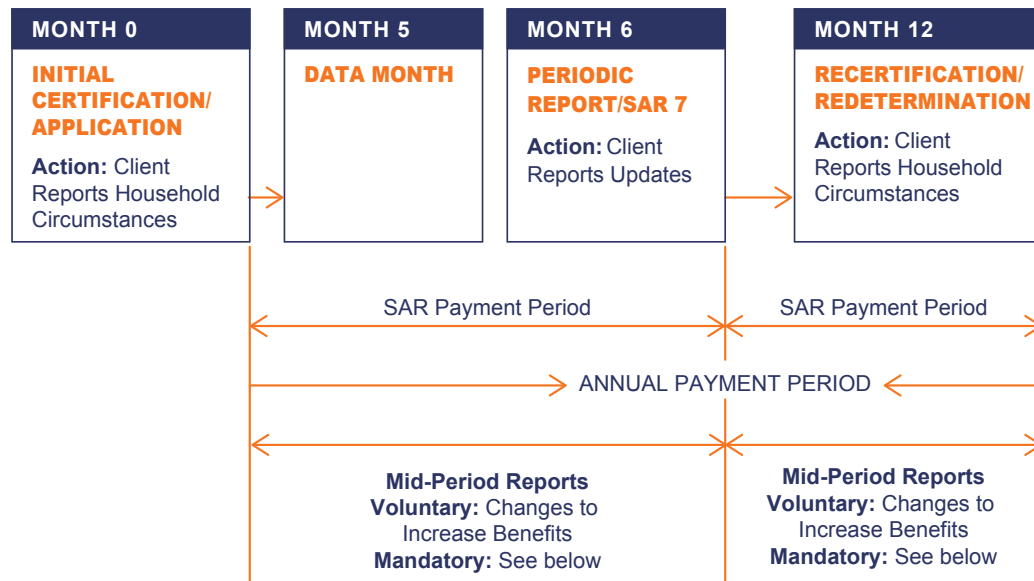 MONTH 0
INITIAL
CERTIFICATION/
APPLICATION
Action: Client
Reports Household
Circumstances
MONTH 5
DATA MONTH
MONTH 6
PERIODIC
REPORT/SAR 7
Action: Client
Reports Updates
MONTH 12
RECERTIFICATION/
REDETERMINATION
Action: Client
Reports Household
Circumstances
SAR Payment Period
SAR Payment Period
ANNUAL PAYMENT PERIOD
Mid-Period Reports
Voluntary: Changes to
Increase Benefits
Mandatory: See below
Mid-Period Reports
Voluntary: Changes to
Increase Benefits
Mandatory: See below